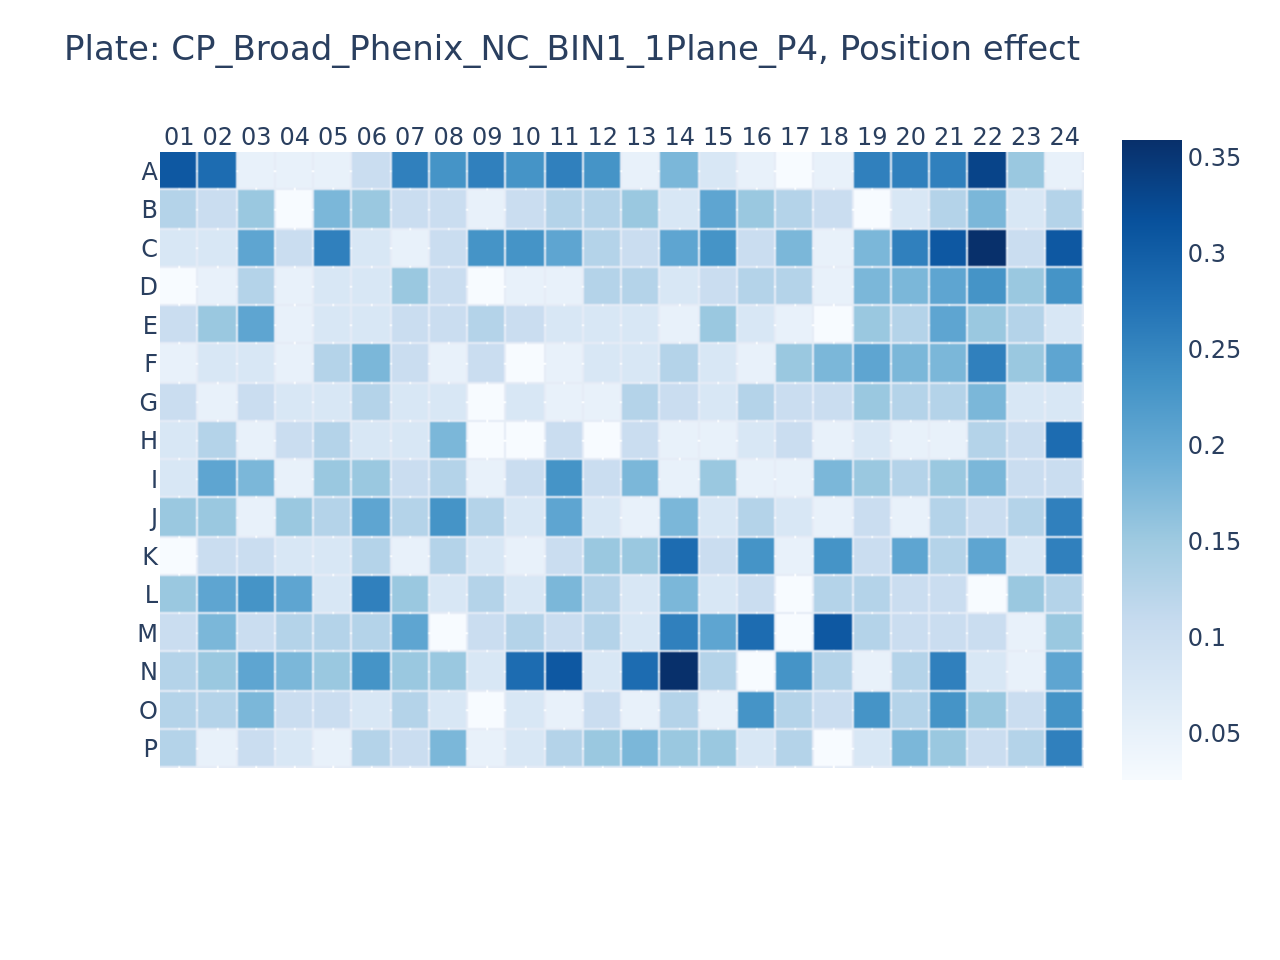 Plate: CP_Broad_Phenix_NC_BIN1_1Plane_P4, Position effect
01 02 03 04 05 06 07 08 09 10 11 12 13 14 15 16 17 18 19 20 21 22 23 24
A
B
C
D
E
F
G
H
I
J
K
L
M
N
O
P
0.35
0.3
0.25
0.2
0.15
0.1
0.05